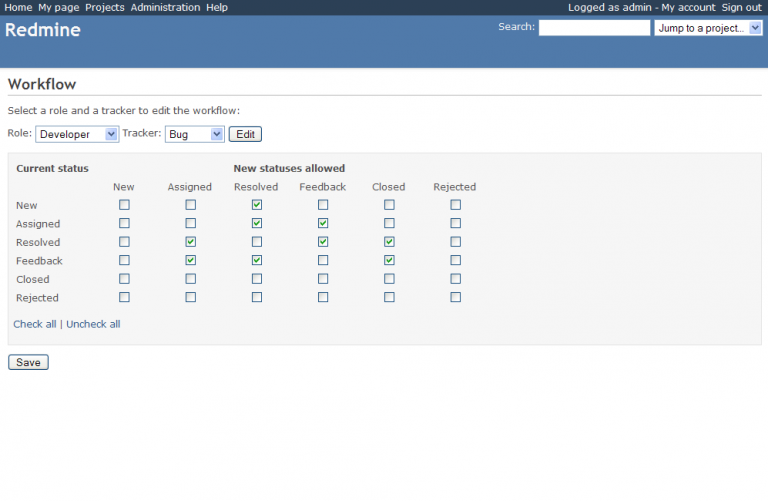 Home My page Projects Administration Help Logged as admin - My account Sign out
Redmine Search: Jump to a project...
Workflow
Select a role and a tracker to edit the workflow:
Role: Developer Tracker: Bug Edit
Current status New statuses allowed
New Assigned Resolved Feedback Closed Rejected
New
Assigned
Resolved
Feedback
Closed
Rejected
Check all | Uncheck all
Save